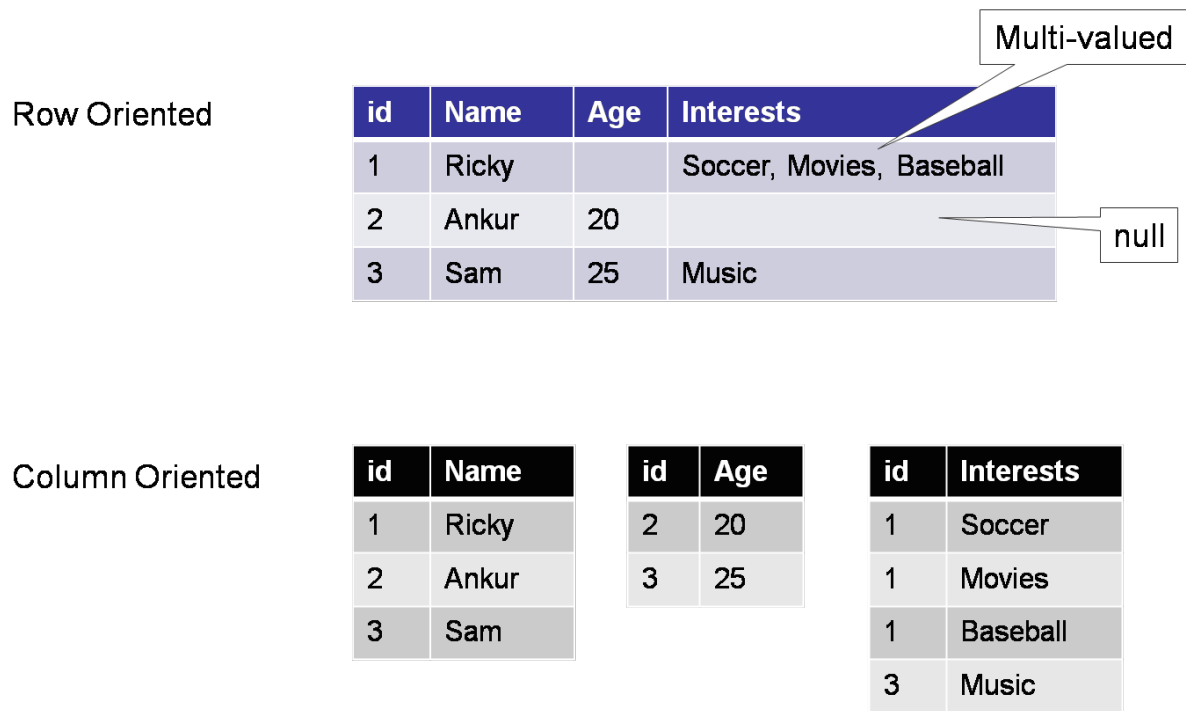 Multi-valued
Row Oriented
id Name Age Interests
1 Ricky Soccer, Movies, Baseball
2 Ankur 20
null
3 Sam 25 Music
Column Oriented
id Name
1 Ricky
2 Ankur
3 Sam
id Age
2 20
3 25
id Interests
1 Soccer
1 Movies
1 Baseball
3 Music